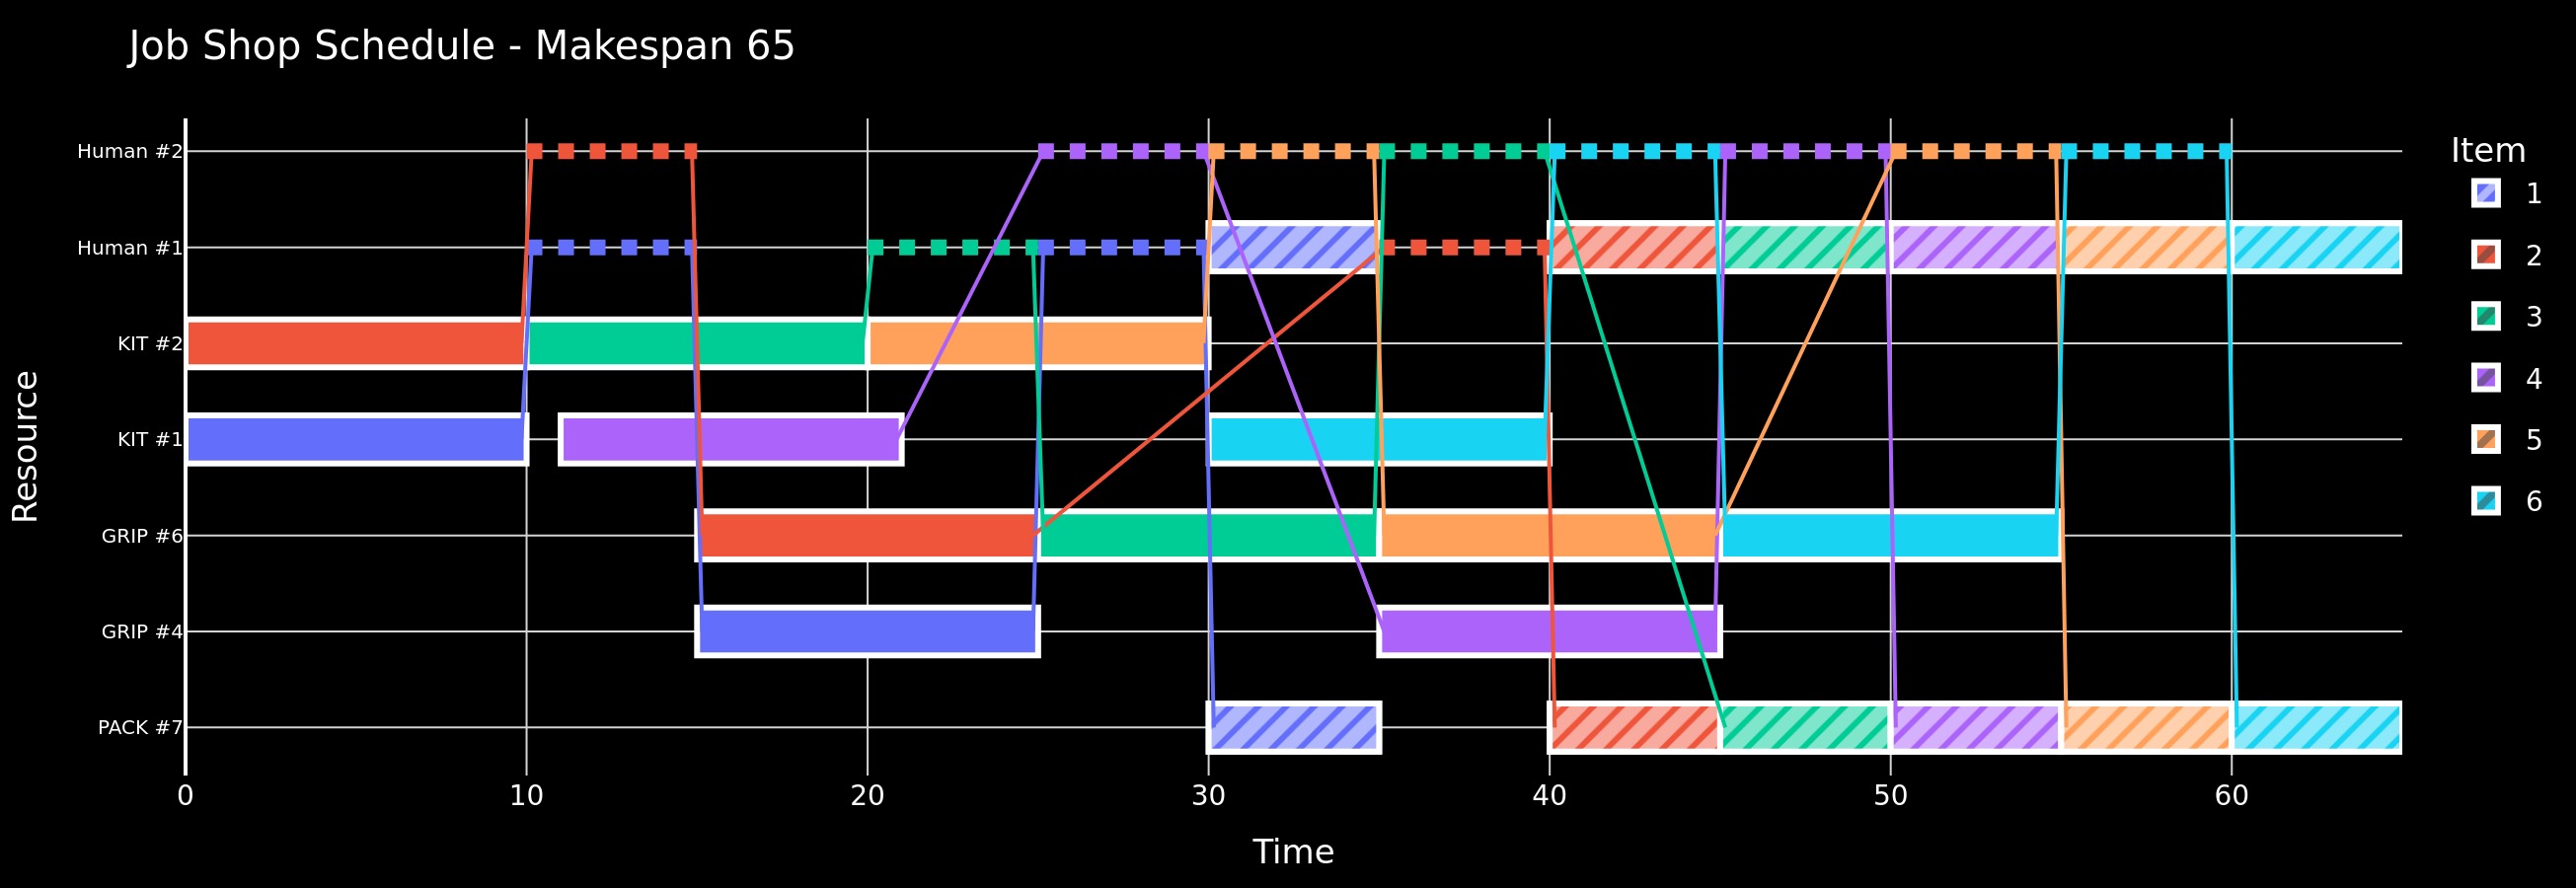 Job Shop Schedule - Makespan 65
Human #2
Human #1
KIT #2
KIT #1
GRIP #6
GRIP #4
PACK #7
Resource
0 10 20 30 40 50 60
Time
Item
1
2
3
4
5
6